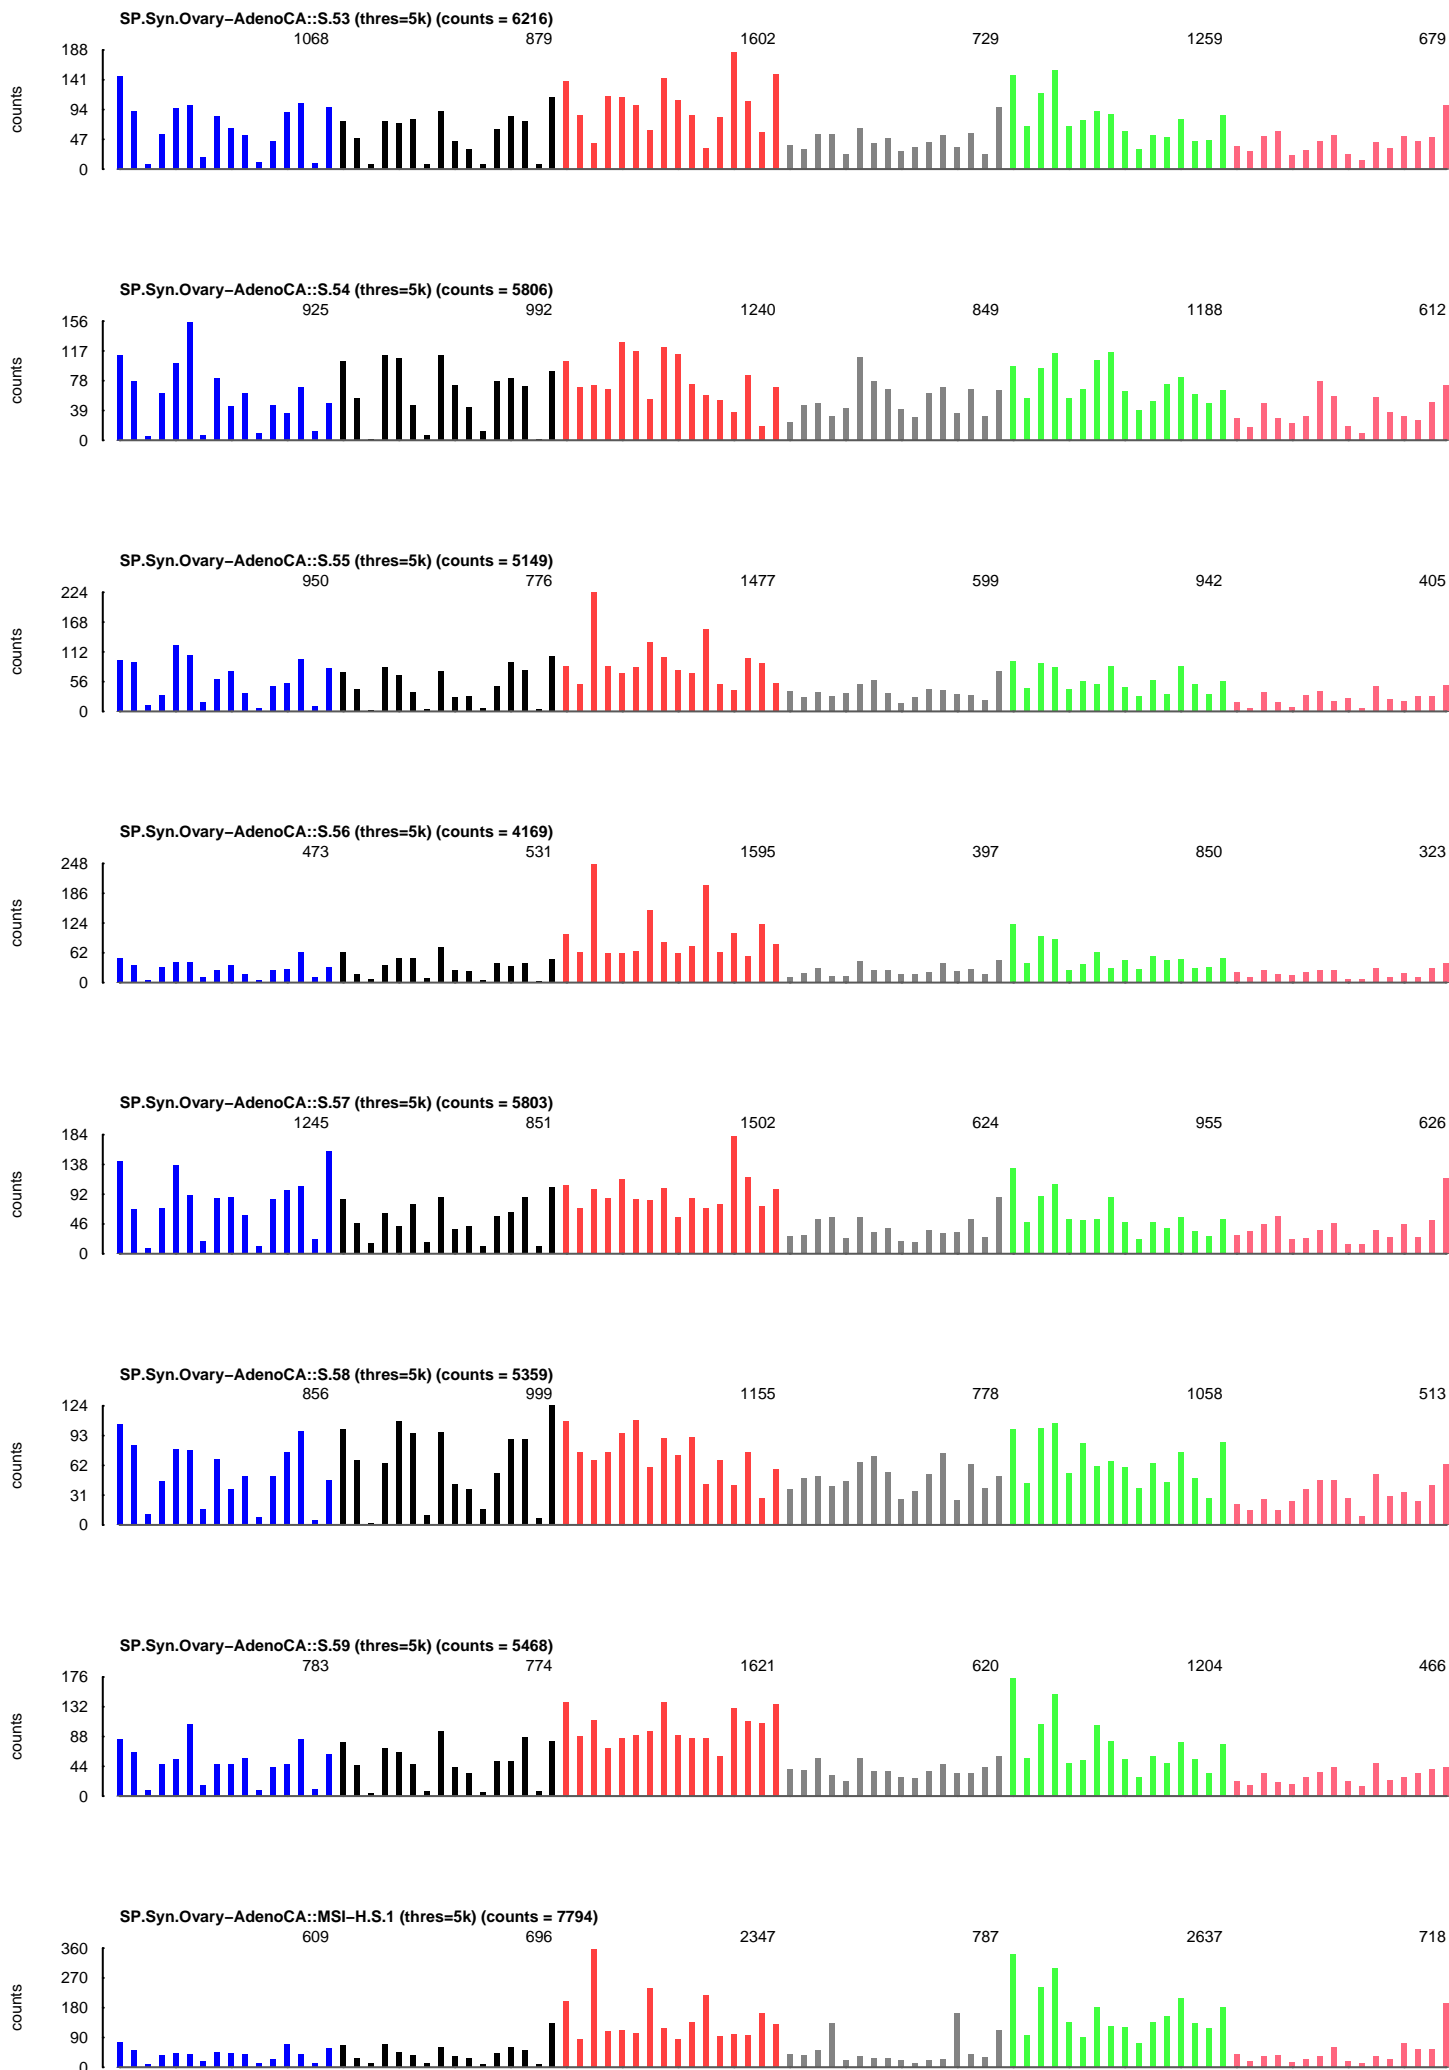 SP.Syn.Ovary−AdenoCA::S.53 (thres=5k) (counts = 6216)
1068 879 1602 729 1259 679
188
141
94
47
0
counts
SP.Syn.Ovary−AdenoCA::S.54 (thres=5k) (counts = 5806)
925 992 1240 849 1188 612
156
117
78
39
0
counts
SP.Syn.Ovary−AdenoCA::S.55 (thres=5k) (counts = 5149)
950 776 1477 599 942 405
224
168
112
56
0
counts
SP.Syn.Ovary−AdenoCA::S.56 (thres=5k) (counts = 4169)
473 531 1595 397 850 323
248
186
124
62
0
counts
SP.Syn.Ovary−AdenoCA::S.57 (thres=5k) (counts = 5803)
1245 851 1502 624 955 626
184
138
92
46
0
counts
SP.Syn.Ovary−AdenoCA::S.58 (thres=5k) (counts = 5359)
856 999 1155 778 1058 513
124
93
62
31
0
counts
SP.Syn.Ovary−AdenoCA::S.59 (thres=5k) (counts = 5468)
783 774 1621 620 1204 466
176
132
88
44
0
counts
SP.Syn.Ovary−AdenoCA::MSI−H.S.1 (thres=5k) (counts = 7794)
609 696 2347 787 2637 718
360
270
180
90
0
counts